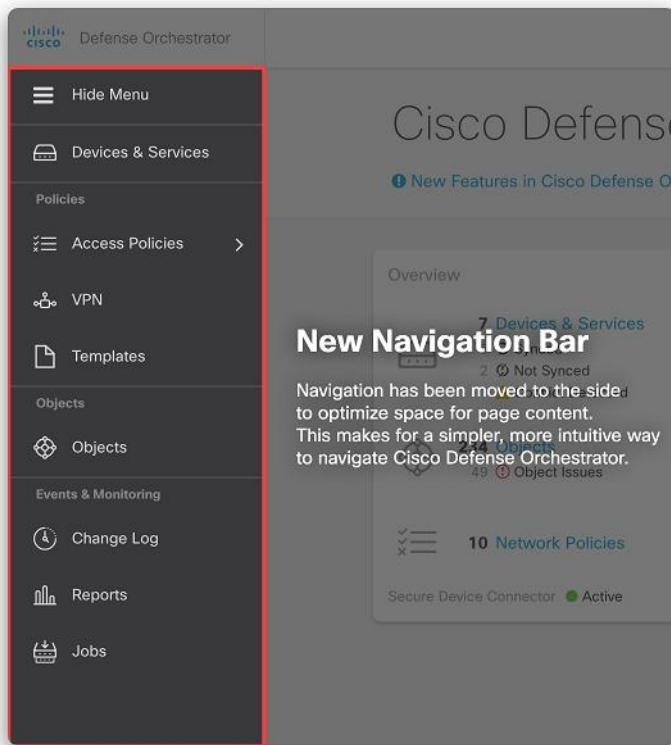 cisco Defense Orchestrator
Hide Menu
Devices & Services
Policies
Access Policies
VPN
Templates
Objects
Objects
Events & Monitoring
Change Log
Reports
Jobs
Cisco Defense
New Features in Cisco Defense O
Overview
7 Devices & Services
2 Not Synced
New Navigation Bar
Navigation has been moved to the side
to optimize space for page content.
This makes for a simpler, more intuitive way
to navigate Cisco Defense Orchestrator.
234 Objects
49 Object Issues
10 Network Policies
Secure Device Connector Active